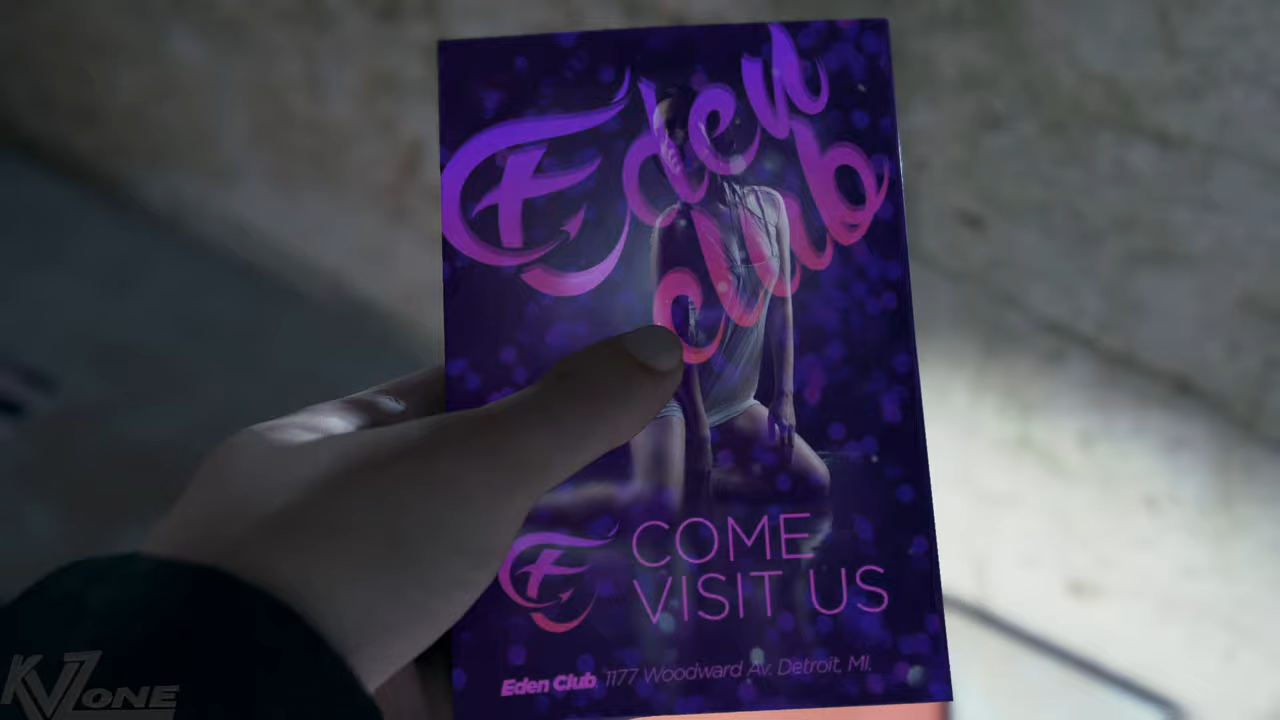 Eden
club
COME
VISIT US
Eden Club, 1177 Woodward Av. Detroit, MI.
KVZONE